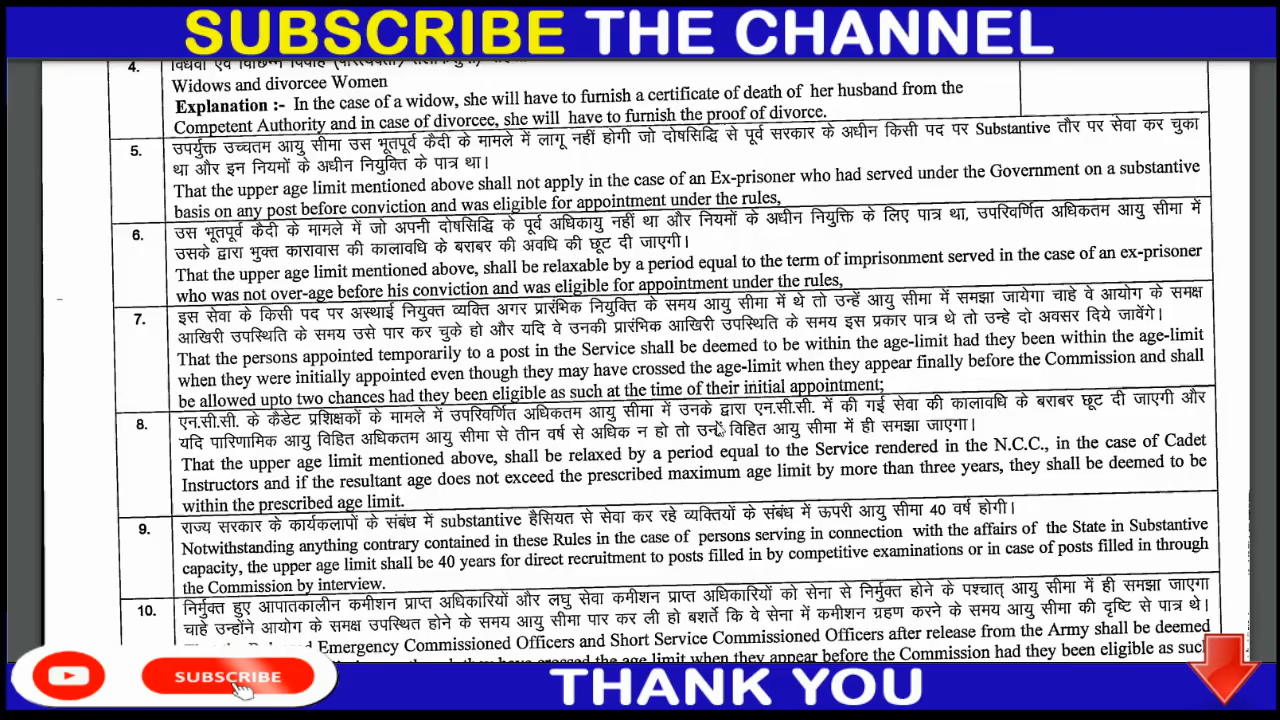 SUBSCRIBE THE CHANNEL
4.
Widows and divorcee Women
Explanation :- In the case of a widow, she will have to furnish a certificate of death of her husband from the
Competent Authority and in case of divorcee, she will have to furnish the proof of divorce.
5.
उपर्युक्त उच्चतम आयु सीमा उस भूतपूर्व कैदी के मामले में लागू नहीं होगी जो दोषसिद्धि से पूर्व सरकार के अधीन किसी पद पर Substantive तौर पर सेवा कर चुका
था और इन नियमों के अधीन नियुक्ति के पात्र था।
That the upper age limit mentioned above shall not apply in the case of an Ex-prisoner who had served under the Government on a substantive
basis on any post before conviction and was eligible for appointment under the rules,
6.
उस भूतपूर्व कैदी के मामले में जो अपनी दोषसिद्धि के पूर्व अधिकायु नहीं था और नियमों के अधीन नियुक्ति के लिए पात्र था, उपरिवर्णित अधिकतम आयु सीमा में
उसके द्वारा भुक्त कारावास की कालावधि के बराबर की अवधि की छूट दी जाएगी।
That the upper age limit mentioned above, shall be relaxable by a period equal to the term of imprisonment served in the case of an ex-prisoner
who was not over-age before his conviction and was eligible for appointment under the rules,
7.
इस सेवा के किसी पद पर अस्थाई नियुक्त व्यक्ति अगर प्रारंभिक नियुक्ति के समय आयु सीमा में थे तो उन्हें आयु सीमा में समझा जायेगा चाहे वे आयोग के समक्ष
आखिरी उपस्थिति के समय उसे पार कर चुके हो और यदि वे उनकी प्रारंभिक आखिरी उपस्थिति के समय इस प्रकार पात्र थे तो उन्हे दो अवसर दिये जावेंगे।
That the persons appointed temporarily to a post in the Service shall be deemed to be within the age-limit had they been within the age-limit
when they were initially appointed even though they may have crossed the age-limit when they appear finally before the Commission and shall
be allowed upto two chances had they been eligible as such at the time of their initial appointment;
8.
एन.सी.सी. के कैडेट प्रशिक्षकों के मामले में उपरिवर्णित अधिकतम आयु सीमा में उनके द्वारा एन.सी.सी. में की गई सेवा की कालावधि के बराबर छूट दी जाएगी और
यदि पारिणामिक आयु विहित अधिकतम आयु सीमा से तीन वर्ष से अधिक न हो तो उन्हें विहित आयु सीमा में ही समझा जाएगा।
That the upper age limit mentioned above, shall be relaxed by a period equal to the Service rendered in the N.C.C., in the case of Cadet
Instructors and if the resultant age does not exceed the prescribed maximum age limit by more than three years, they shall be deemed to be
within the prescribed age limit.
9.
राज्य सरकार के कार्यकलापों के संबंध में substantive हैसियत से सेवा कर रहे व्यक्तियों के संबंध में ऊपरी आयु सीमा 40 वर्ष होगी।
Notwithstanding anything contrary contained in these Rules in the case of persons serving in connection with the affairs of the State in Substantive
capacity, the upper age limit shall be 40 years for direct recruitment to posts filled in by competitive examinations or in case of posts filled in through
the Commission by interview.
10.
निर्मुक्त हुए आपातकालीन कमीशन प्राप्त अधिकारियों और लघु सेवा कमीशन प्राप्त अधिकारियों को सेना से निर्मुक्त होने के पश्चात् आयु सीमा में ही समझा जाएगा
चाहे उन्होंने आयोग के समक्ष उपस्थित होने के समय आयु सीमा पार कर ली हो बशर्ते कि वे सेना में कमीशन ग्रहण करने के समय आयु सीमा की दृष्टि से पात्र थे।
Emergency Commissioned Officers and Short Service Commissioned Officers after release from the Army shall be deemed
the age limit when they appear before the Commission had they been eligible as such
SUBSCRIBE
THANK YOU